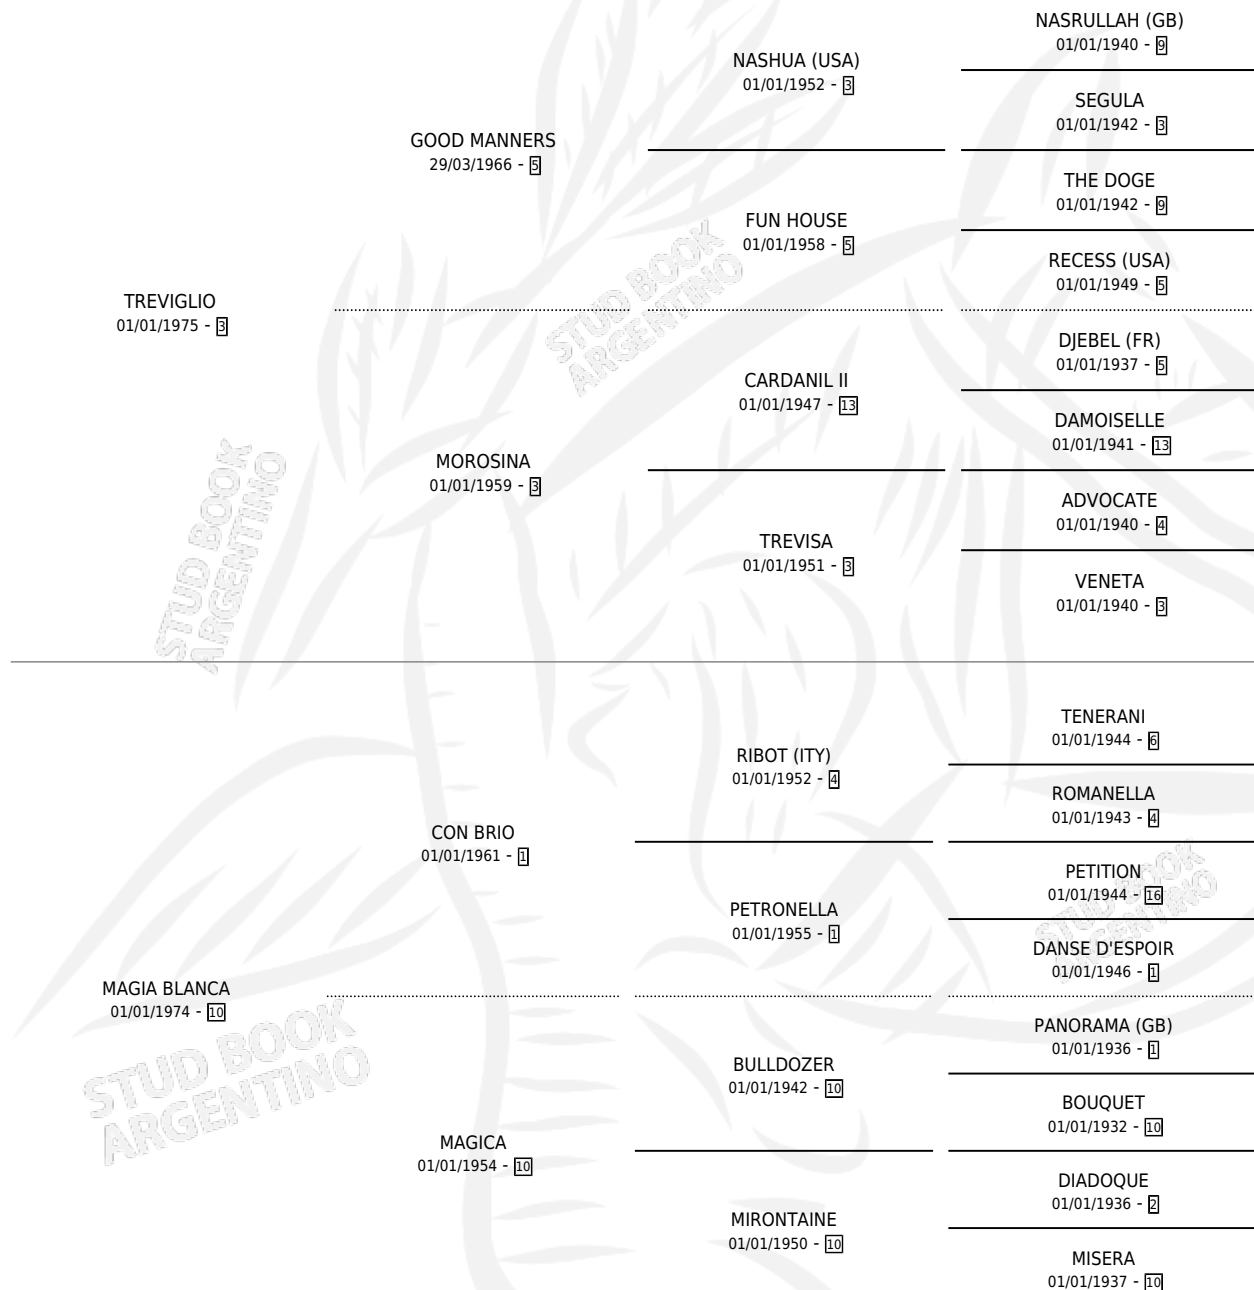 NASRULLAH (GB)
01/01/1940 - 9
NASHUA (USA)
01/01/1952 - 3
SEGULA
01/01/1942 - 3
GOOD MANNERS
29/03/1966 - 5
THE DOGE
01/01/1942 - 9
FUN HOUSE
01/01/1958 - 5
RECESS (USA)
01/01/1949 - 5
TREVIGLIO
01/01/1975 - 3
DJEBEL (FR)
01/01/1937 - 5
CARDANIL II
01/01/1947 - 13
DAMOISELLE
01/01/1941 - 13
MOROSINA
01/01/1959 - 3
ADVOCATE
01/01/1940 - 4
TREVISA
01/01/1951 - 3
VENETA
01/01/1940 - 3
TENERANI
01/01/1944 - 6
RIBOT (ITY)
01/01/1952 - 4
ROMANELLA
01/01/1943 - 4
CON BRIO
01/01/1961 - 1
PETITION
01/01/1944 - 16
PETRONELLA
01/01/1955 - 1
DANSE D'ESPOIR
01/01/1946 - 1
MAGIA BLANCA
01/01/1974 - 10
PANORAMA (GB)
01/01/1936 - 1
BULLDOZER
01/01/1942 - 10
BOUQUET
01/01/1932 - 10
MAGICA
01/01/1954 - 10
DIADOQUE
01/01/1936 - 2
MIRONTAINE
01/01/1950 - 10
MISERA
01/01/1937 - 10
STUD BOOK
ARGENTINO
STUD BOOK
ARGENTINO
STUD BOOK
ARGENTINO
STUD BOOK
ARGENTINO